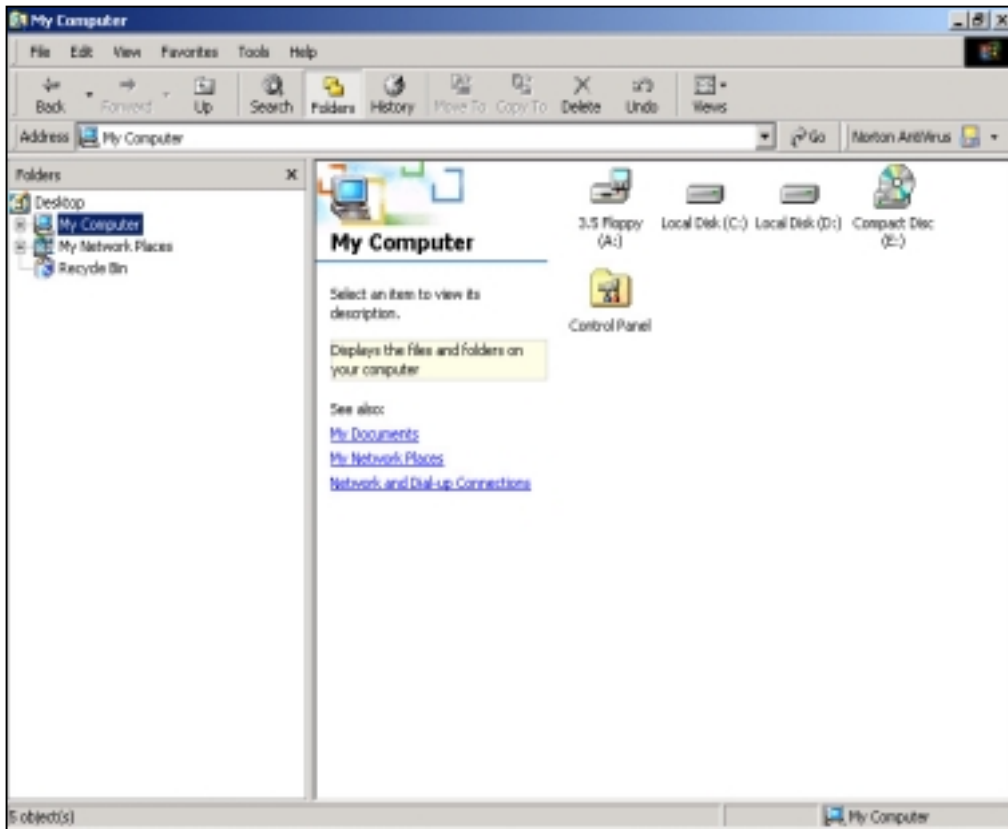 My Computer
File Edit View Favorites Tools Help
Back Forward Up Search Folders History Move To Copy To Delete Undo Views
Address My Computer Go Norton AntiVirus
Folders
Desktop
My Computer
My Network Places
Recycle Bin
My Computer
Select an item to view its
description.
Displays the files and folders on
your computer
See also:
My Documents
My Network Places
Network and Dial-up Connections
3.5 Floppy
(A:)
Local Disk (C:)
Local Disk (D:)
Compact Disc
(E:)
Control Panel
5 object(s)
My Computer